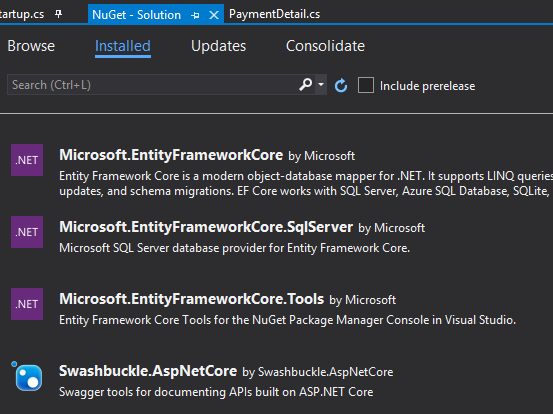 tartup.cs NuGet - Solution PaymentDetail.cs
Browse Installed Updates Consolidate
Search (Ctrl+L) Include prerelease
.NET Microsoft.EntityFrameworkCore by Microsoft
Entity Framework Core is a modern object-database mapper for .NET. It supports LINQ queries
updates, and schema migrations. EF Core works with SQL Server, Azure SQL Database, SQLite,
.NET Microsoft.EntityFrameworkCore.SqlServer by Microsoft
Microsoft SQL Server database provider for Entity Framework Core.
.NET Microsoft.EntityFrameworkCore.Tools by Microsoft
Entity Framework Core Tools for the NuGet Package Manager Console in Visual Studio.
Swashbuckle.AspNetCore by Swashbuckle.AspNetCore
Swagger tools for documenting APIs built on ASP.NET Core